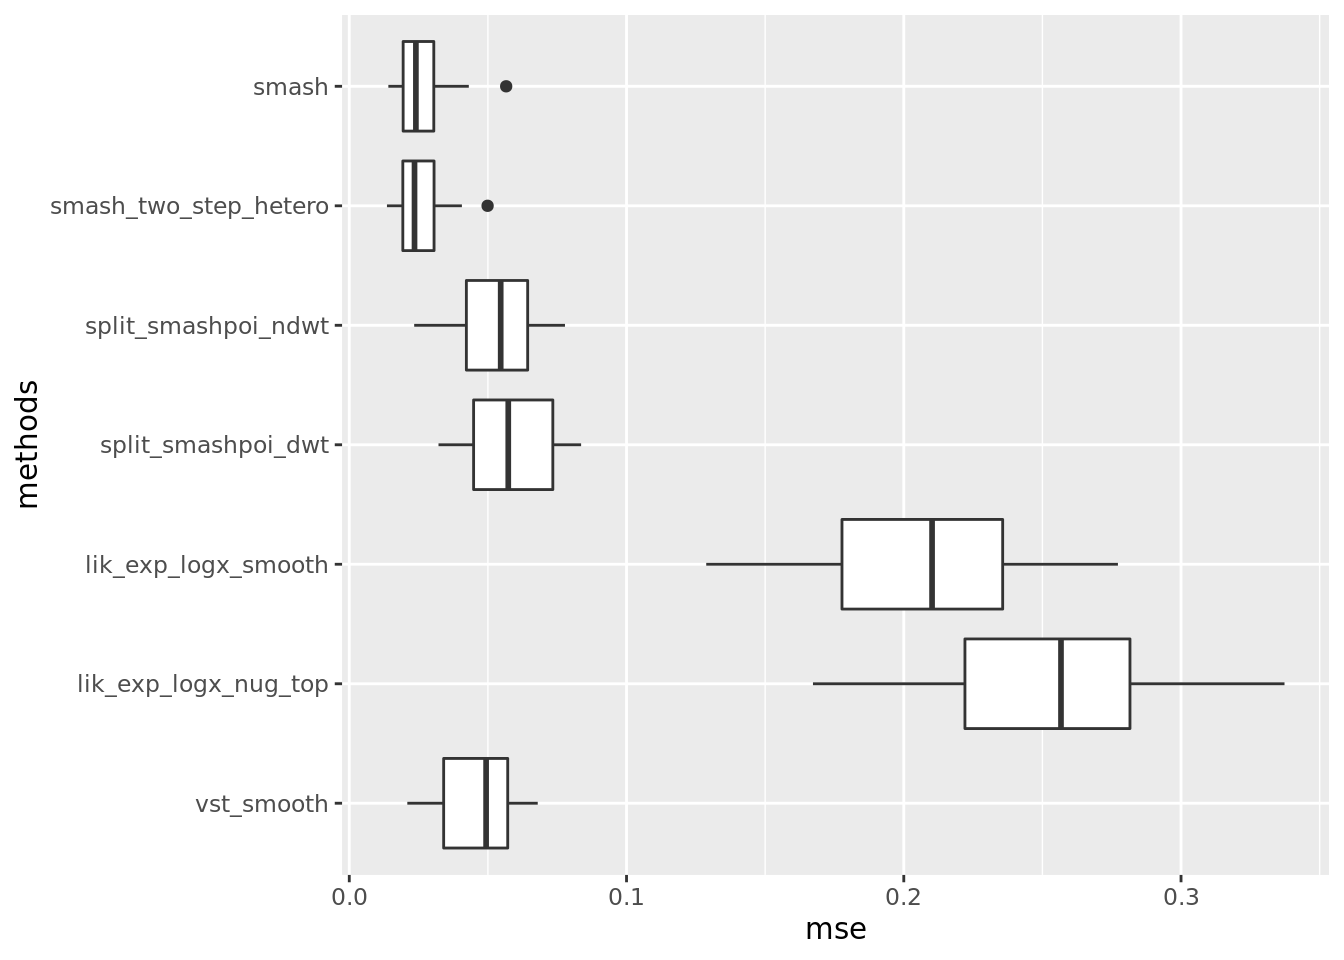 smash
smash_two_step_hetero
split_smashpoi_ndwt
split_smashpoi_dwt
lik_exp_logx_smooth
lik_exp_logx_nug_top
vst_smooth
methods
0.0 0.1 0.2 0.3
mse